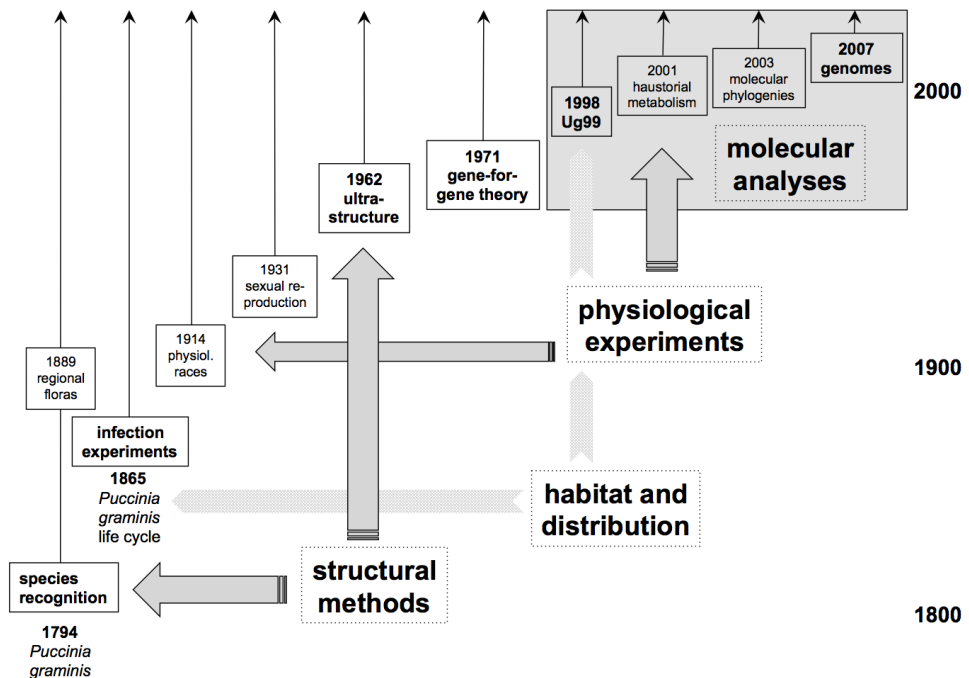 2007
genomes
2003
molecular
phylogenies
2001
haustorial
metabolism
1998
Ug99
2000
molecular
analyses
1971
gene-for-
gene theory
1962
ultra-
structure
1931
sexual re-
production
physiological
experiments
1914
physiol.
races
1889
regional
floras
1900
infection
experiments
1865
Puccinia
graminis
life cycle
habitat and
distribution
structural
methods
species
recognition
1794
Puccinia
graminis
1800